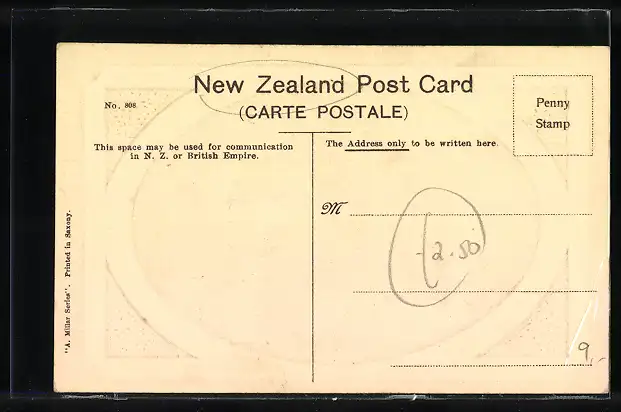 New Zealand Post Card
(CARTE POSTALE)
No. 808
Penny
Stamp
This space may be used for communication
in N. Z. or British Empire.
The Address only to be written here.
M
"A. Millar Series". Printed in Saxony.
2.50
9,-